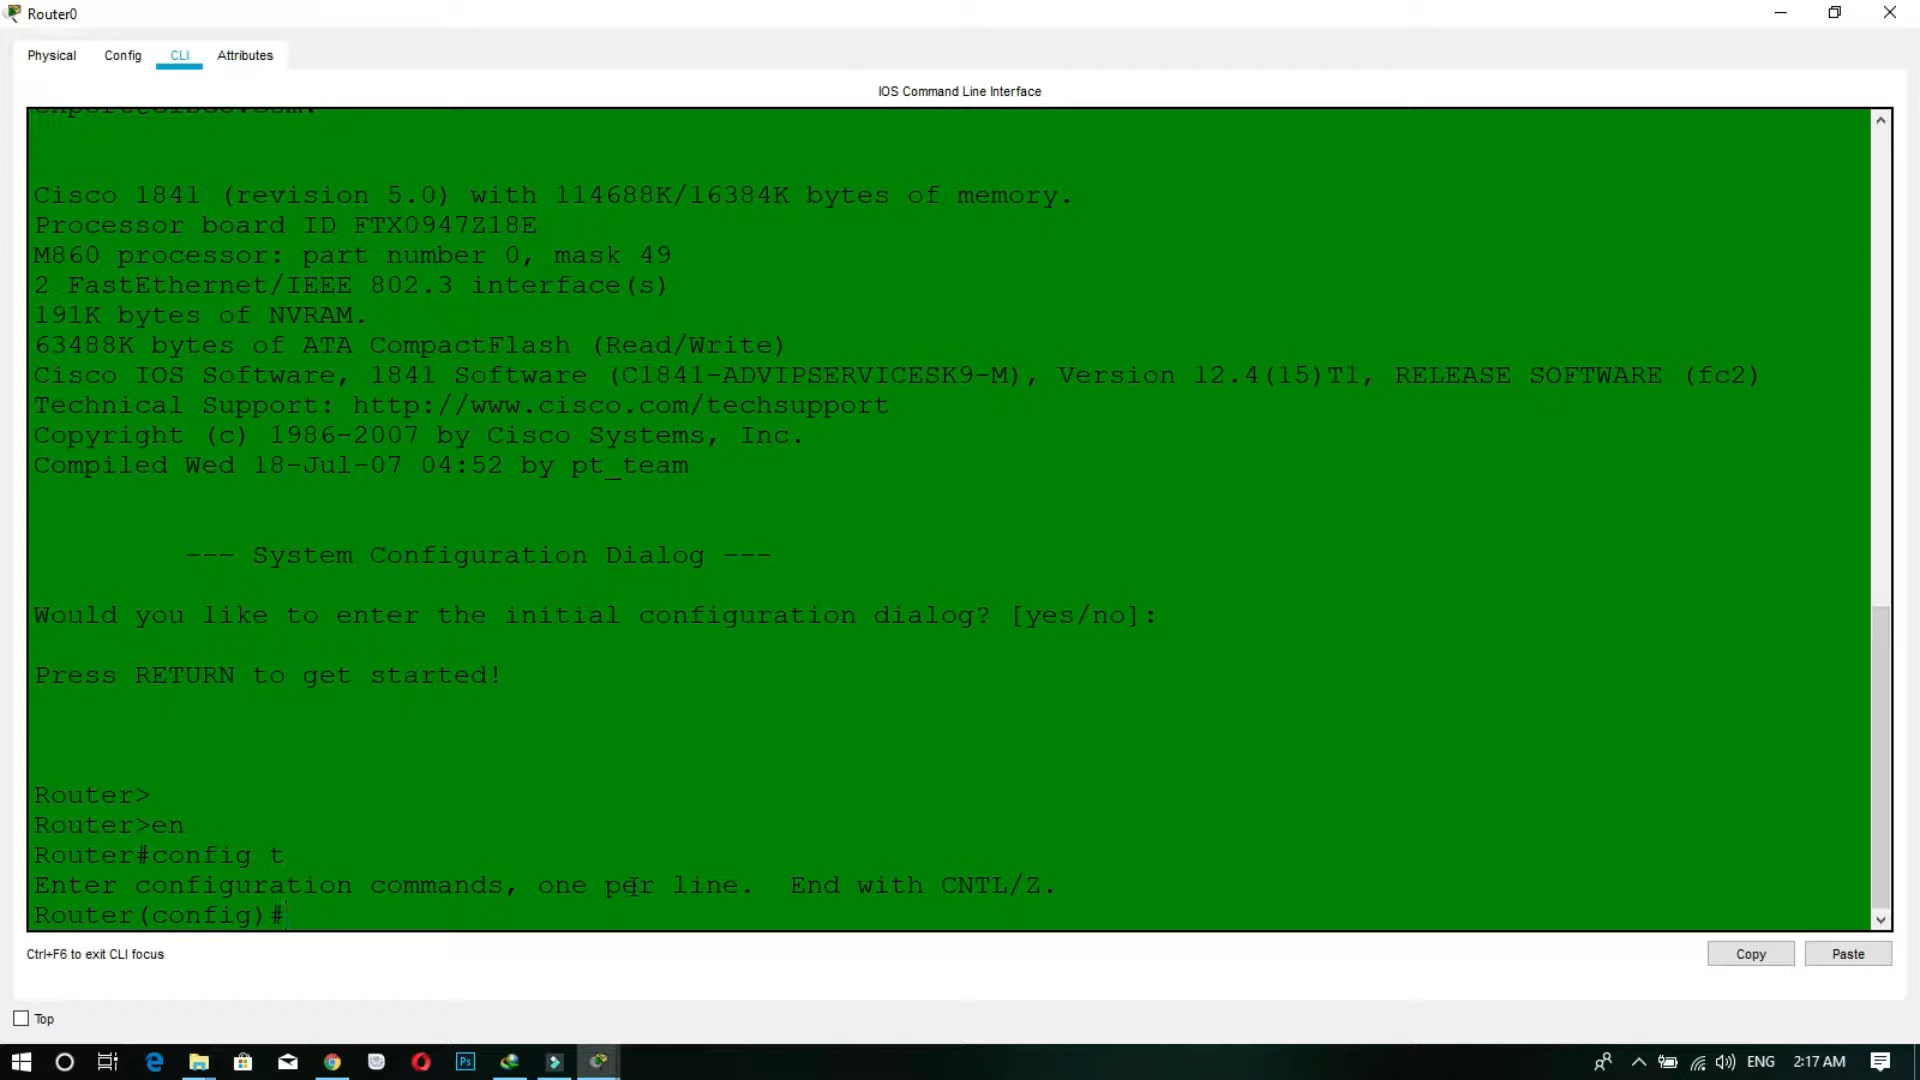 Router0
Physical Config CLI Attributes
IOS Command Line Interface
export@cisco.com.
Cisco 1841 (revision 5.0) with 114688K/16384K bytes of memory.
Processor board ID FTX0947Z18E
M860 processor: part number 0, mask 49
2 FastEthernet/IEEE 802.3 interface(s)
191K bytes of NVRAM.
63488K bytes of ATA CompactFlash (Read/Write)
Cisco IOS Software, 1841 Software (C1841-ADVIPSERVICESK9-M), Version 12.4(15)T1, RELEASE SOFTWARE (fc2)
Technical Support: http://www.cisco.com/techsupport
Copyright (c) 1986-2007 by Cisco Systems, Inc.
Compiled Wed 18-Jul-07 04:52 by pt_team
--- System Configuration Dialog ---
Would you like to enter the initial configuration dialog? [yes/no]:
Press RETURN to get started!
Router>
Router>en
Router#config t
Enter configuration commands, one per line. End with CNTL/Z.
Router(config)#
Ctrl+F6 to exit CLI focus
Copy Paste
Top
Ps ENG 2:17 AM